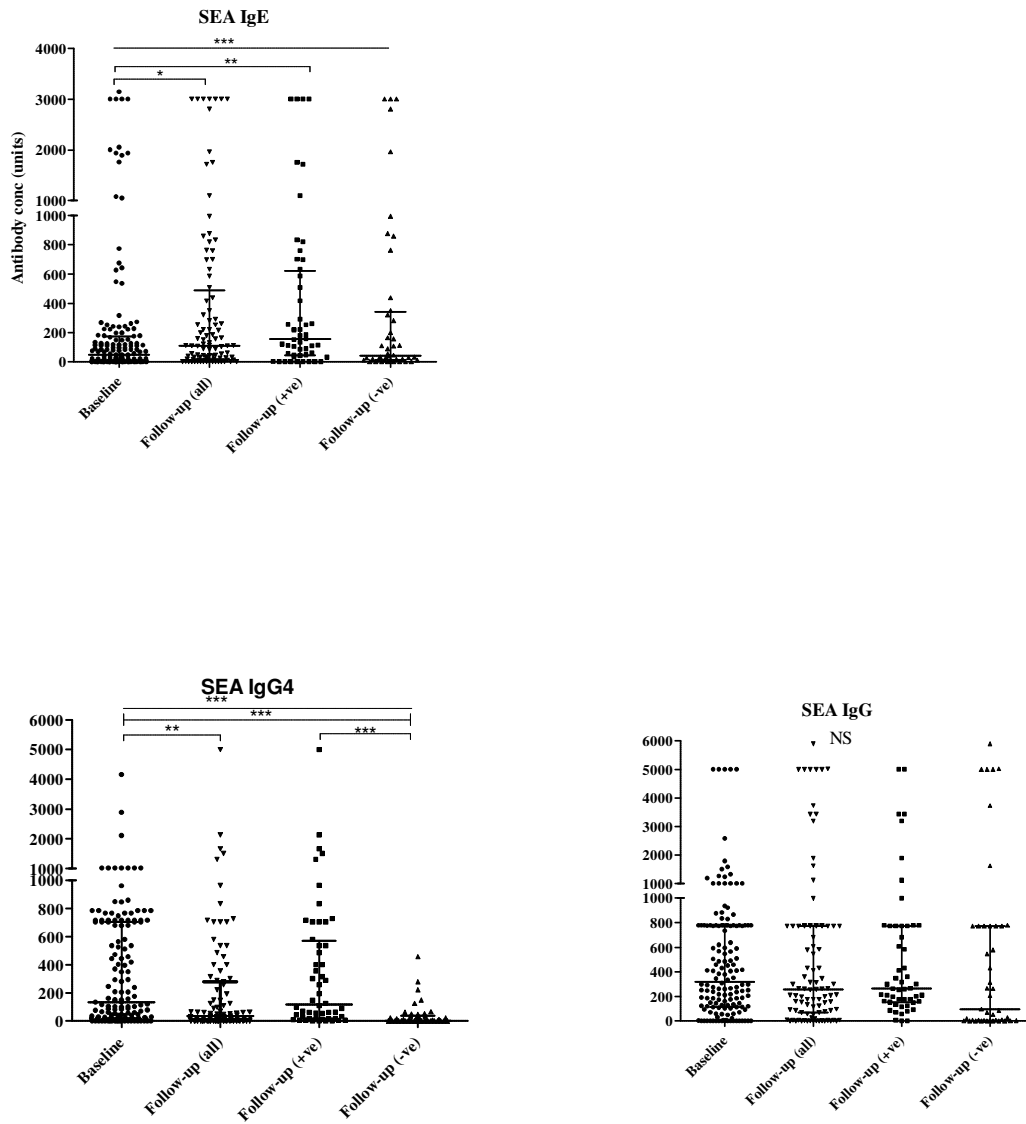 SEA IgE
***
**
*
Antibody conc (units)
4000
3000
2000
1000
1000
800
600
400
200
0
Baseline
Follow-up (all)
Follow-up (+ve)
Follow-up (-ve)
SEA IgG4
***
***
**
***
6000
5000
4000
3000
2000
1000
1000
800
600
400
200
0
Baseline
Follow-up (all)
Follow-up (+ve)
Follow-up (-ve)
SEA IgG
NS
6000
5000
4000
3000
2000
1000
1000
800
600
400
200
0
Baseline
Follow-up (all)
Follow-up (+ve)
Follow-up (-ve)